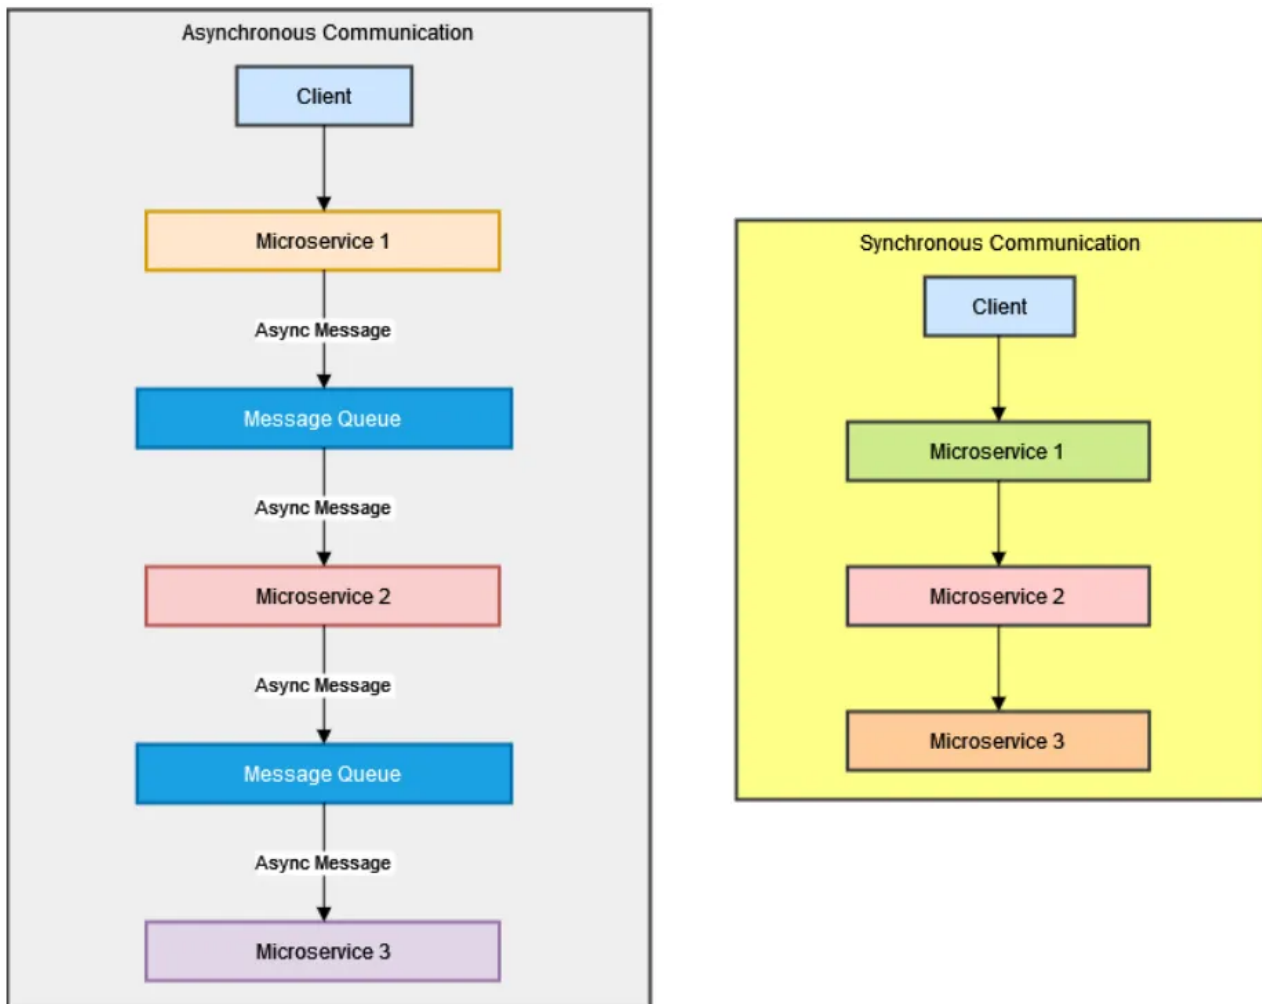 Asynchronous Communication
Client
Microservice 1
Async Message
Message Queue
Async Message
Microservice 2
Async Message
Message Queue
Async Message
Microservice 3
Synchronous Communication
Client
Microservice 1
Microservice 2
Microservice 3